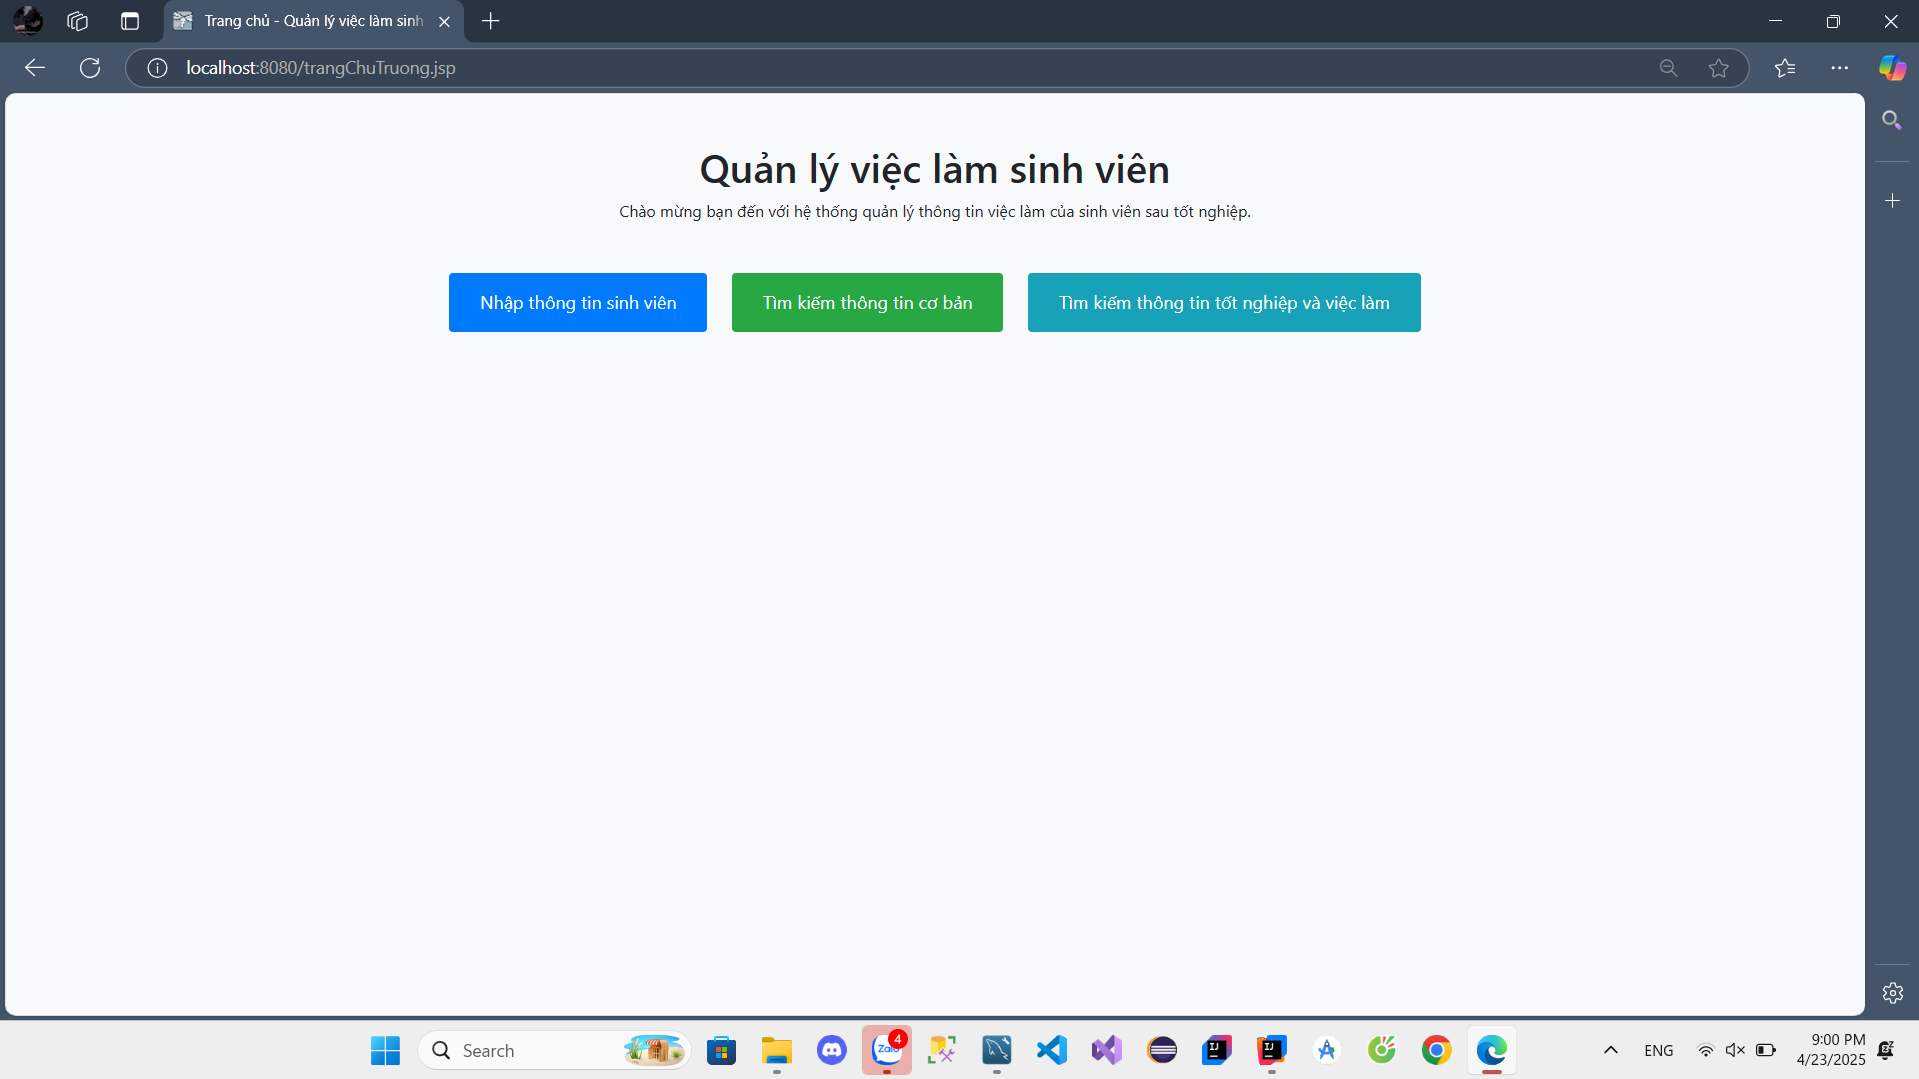 Trang chủ - Quản lý việc làm sinh
localhost:8080/trangChuTruong.jsp
Quản lý việc làm sinh viên
Chào mừng bạn đến với hệ thống quản lý thông tin việc làm của sinh viên sau tốt nghiệp.
Nhập thông tin sinh viên
Tìm kiếm thông tin cơ bản
Tìm kiếm thông tin tốt nghiệp và việc làm
Search
Zalo
4
IJ
IJ
ENG
9:00 PM
4/23/2025